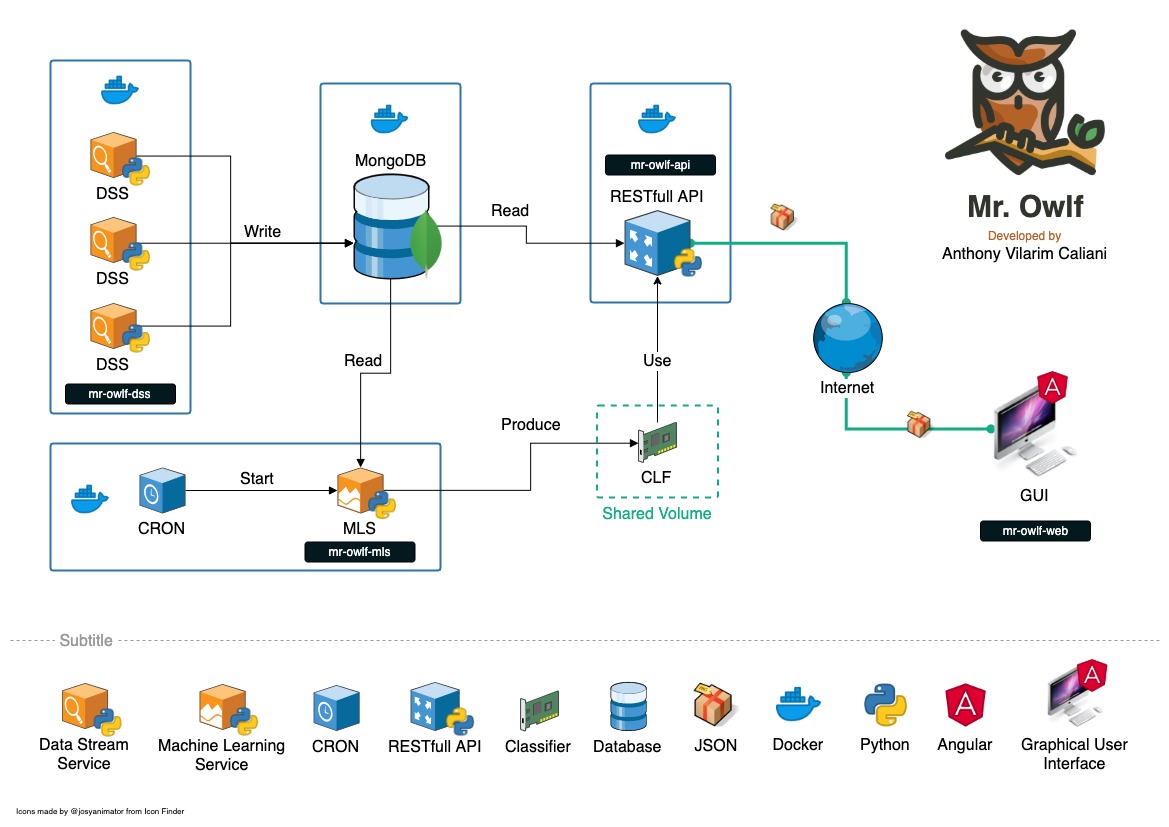 DSS
DSS
DSS
mr-owlf-dss
Write
MongoDB
Read
mr-owlf-api
RESTfull API
Mr. Owlf
Developed by
Anthony Vilarim Caliani
Internet
Read
Use
Produce
CLF
Shared Volume
GUI
mr-owlf-web
CRON
Start
MLS
mr-owlf-mls
Subtitle
Data Stream
Service
Machine Learning
Service
CRON
RESTfull API
Classifier
Database
JSON
Docker
Python
Angular
Graphical User
Interface
Icons made by @josyanimator from Icon Finder